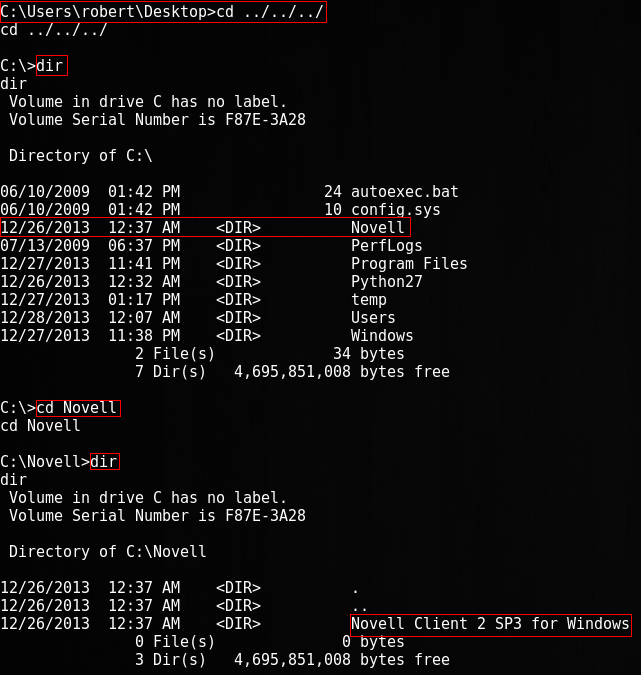 C:\Users\robert\Desktop>cd ../../../
cd ../../../
C:\>dir
dir
 Volume in drive C has no label.
 Volume Serial Number is F87E-3A28
 Directory of C:\
06/10/2009  01:42 PM                24 autoexec.bat
06/10/2009  01:42 PM                10 config.sys
12/26/2013  12:37 AM    <DIR>          Novell
07/13/2009  06:37 PM    <DIR>          PerfLogs
12/27/2013  11:41 PM    <DIR>          Program Files
12/26/2013  12:32 AM    <DIR>          Python27
12/27/2013  01:17 PM    <DIR>          temp
12/28/2013  12:07 AM    <DIR>          Users
12/27/2013  11:38 PM    <DIR>          Windows
               2 File(s)             34 bytes
               7 Dir(s)   4,695,851,008 bytes free
C:\>cd Novell
cd Novell
C:\Novell>dir
dir
 Volume in drive C has no label.
 Volume Serial Number is F87E-3A28
 Directory of C:\Novell
12/26/2013  12:37 AM    <DIR>          .
12/26/2013  12:37 AM    <DIR>          ..
12/26/2013  12:37 AM    <DIR>          Novell Client 2 SP3 for Windows
               0 File(s)              0 bytes
               3 Dir(s)   4,695,851,008 bytes free